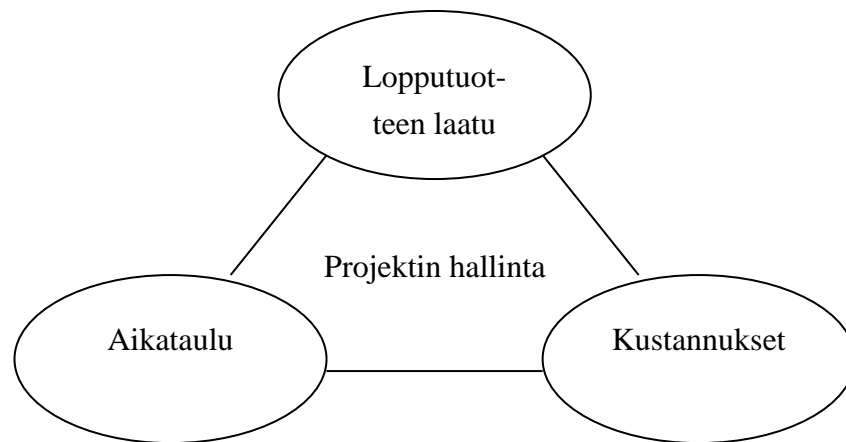 Lopputuot-
teen laatu
Projektin hallinta
Aikataulu
Kustannukset